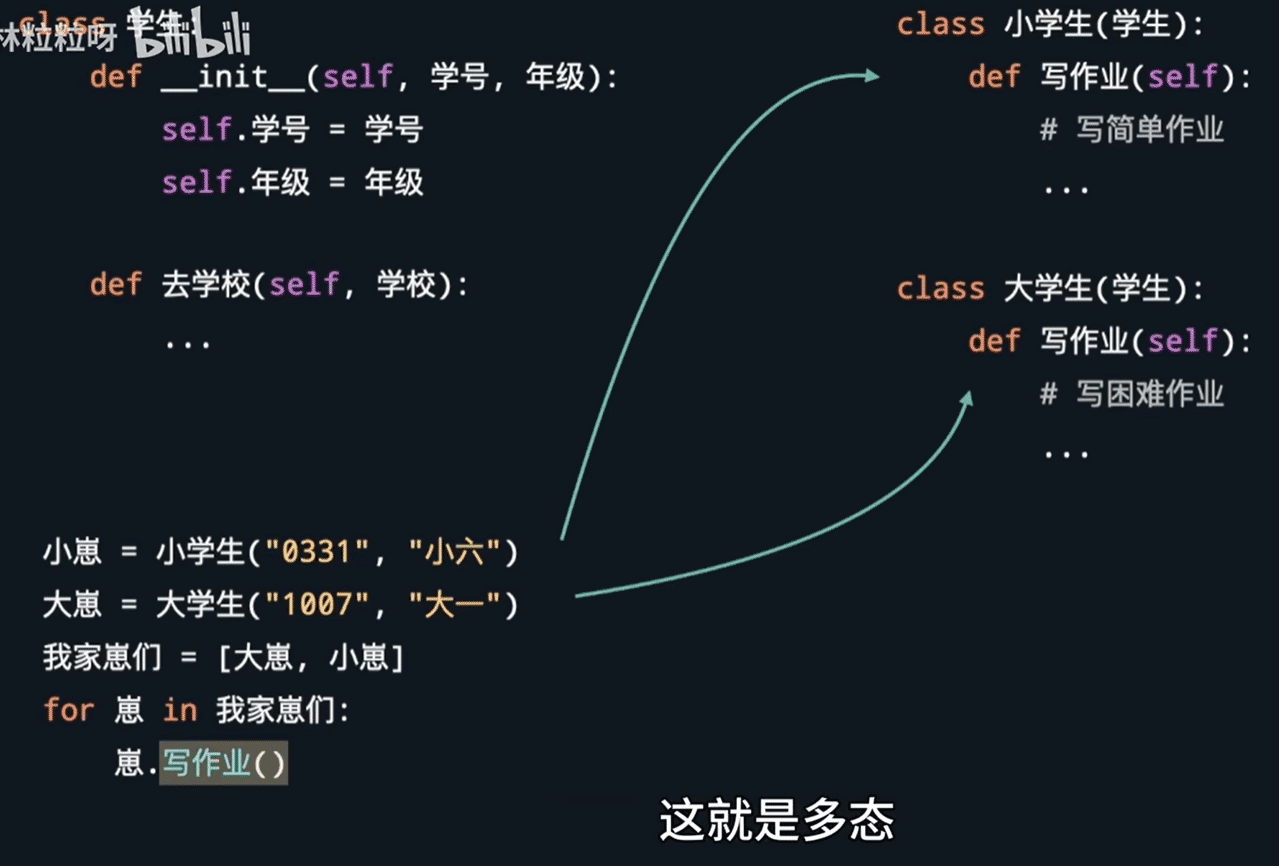 class 学生:
林粒粒呀 bilibili
def __init__(self, 学号, 年级):
self.学号 = 学号
self.年级 = 年级
def 去学校(self, 学校):
...
class 小学生(学生):
def 写作业(self):
# 写简单作业
...
class 大学生(学生):
def 写作业(self):
# 写困难作业
...
小崽 = 小学生("0331", "小六")
大崽 = 大学生("1007", "大一")
我家崽们 = [大崽, 小崽]
for 崽 in 我家崽们:
崽.写作业()
这就是多态